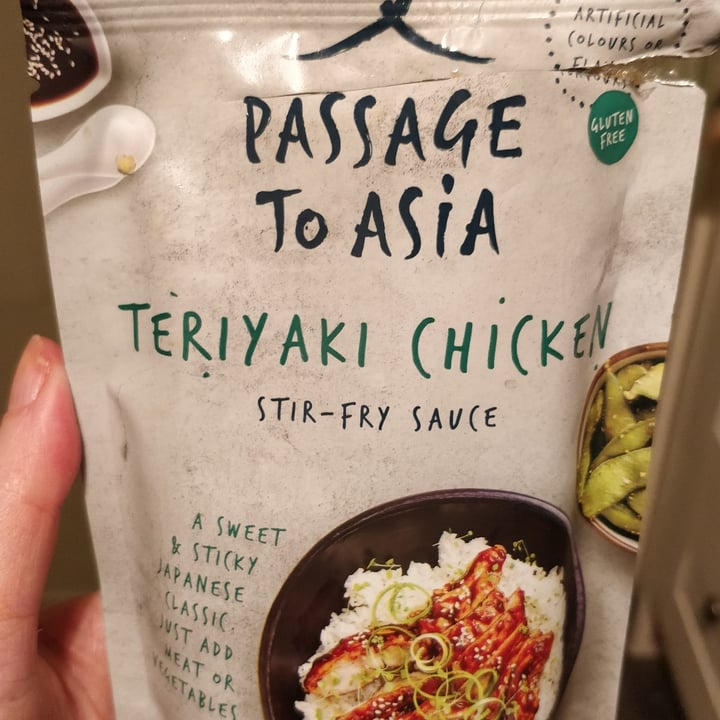 ARTIFICIAL
COLOURS OR
FLAVOURS
GLUTEN
FREE
PASSAGE
TO ASIA
TERIYAKI CHICKEN
STIR-FRY SAUCE
A SWEET
& STICKY
JAPANESE
CLASSIC.
JUST ADD
MEAT OR
VEGETABLES